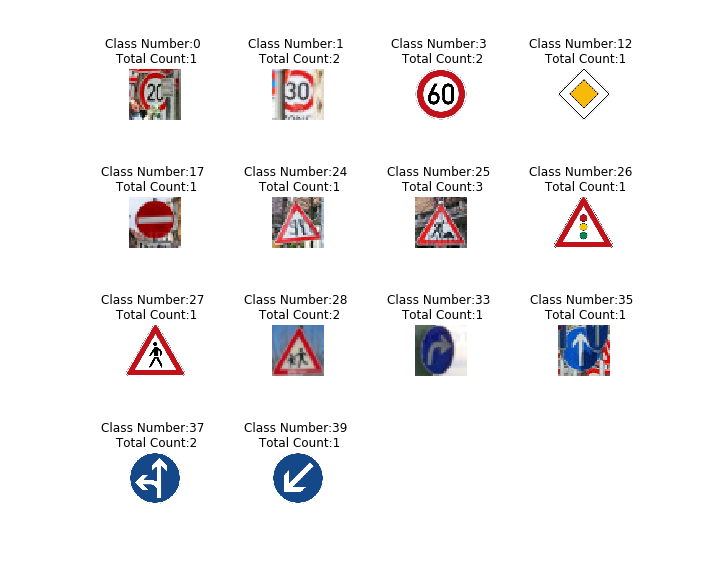 Class Number:0
Total Count:1
20
Class Number:1
Total Count:2
30
Class Number:3
Total Count:2
60
Class Number:12
Total Count:1
Class Number:17
Total Count:1
Class Number:24
Total Count:1
Class Number:25
Total Count:3
Class Number:26
Total Count:1
Class Number:27
Total Count:1
Class Number:28
Total Count:2
Class Number:33
Total Count:1
Class Number:35
Total Count:1
Class Number:37
Total Count:2
Class Number:39
Total Count:1